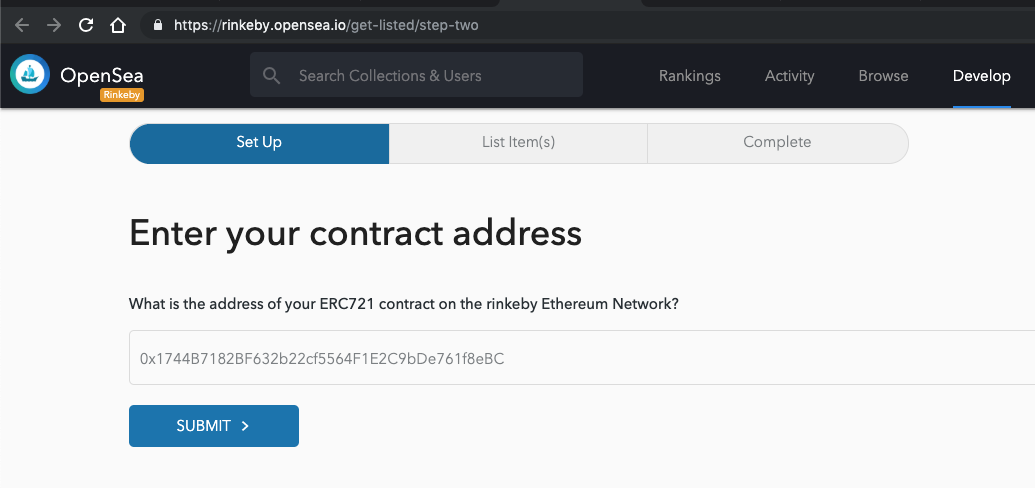 https://rinkeby.opensea.io/get-listed/step-two
OpenSea
Rinkeby
Search Collections & Users
Rankings
Activity
Browse
Develop
Set Up
List Item(s)
Complete
Enter your contract address
What is the address of your ERC721 contract on the rinkeby Ethereum Network?
0x1744B7182BF632b22cf5564F1E2C9bDe761f8eBC
SUBMIT